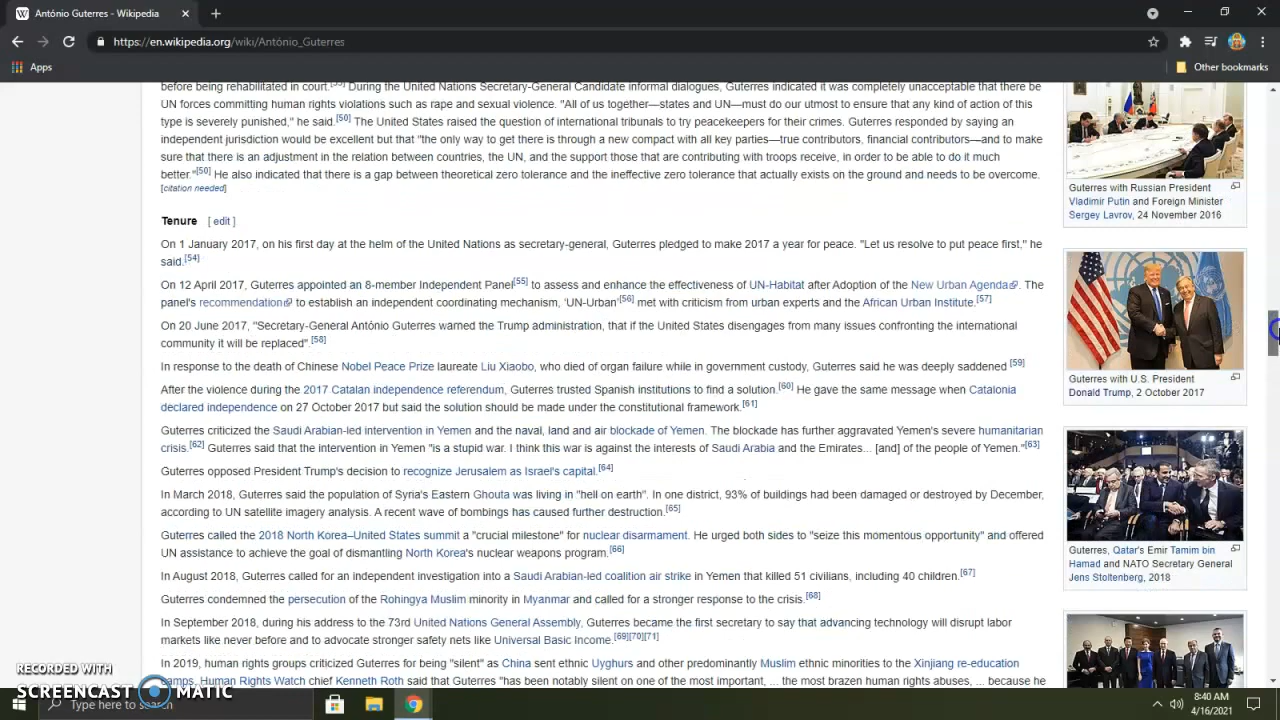 António Guterres - Wikipedia
https://en.wikipedia.org/wiki/António_Guterres
Apps
Other bookmarks
before being rehabilitated in court.[53] During the United Nations Secretary-General Candidate informal dialogues, Guterres indicated it was completely unacceptable that there be
UN forces committing human rights violations such as rape and sexual violence. "All of us together—states and UN—must do our utmost to ensure that any kind of action of this
type is severely punished," he said.[50] The United States raised the question of international tribunals to try peacekeepers for their crimes. Guterres responded by saying an
independent jurisdiction would be excellent but that "the only way to get there is through a new compact with all key parties—true contributors, financial contributors—and to make
sure that there is an adjustment in the relation between countries, the UN, and the support those that are contributing with troops receive, in order to be able to do it much
better."[50] He also indicated that there is a gap between theoretical zero tolerance and the ineffective zero tolerance that actually exists on the ground and needs to be overcome.
[citation needed]
Tenure [ edit ]
On 1 January 2017, on his first day at the helm of the United Nations as secretary-general, Guterres pledged to make 2017 a year for peace. "Let us resolve to put peace first," he
said.[54]
On 12 April 2017, Guterres appointed an 8-member Independent Panel[55] to assess and enhance the effectiveness of UN-Habitat after Adoption of the New Urban Agenda. The
panel's recommendation to establish an independent coordinating mechanism, 'UN-Urban'[56] met with criticism from urban experts and the African Urban Institute.[57]
On 20 June 2017, "Secretary-General António Guterres warned the Trump administration, that if the United States disengages from many issues confronting the international
community it will be replaced".[58]
In response to the death of Chinese Nobel Peace Prize laureate Liu Xiaobo, who died of organ failure while in government custody, Guterres said he was deeply saddened [59]
After the violence during the 2017 Catalan independence referendum, Guterres trusted Spanish institutions to find a solution.[60] He gave the same message when Catalonia
declared independence on 27 October 2017 but said the solution should be made under the constitutional framework.[61]
Guterres criticized the Saudi Arabian-led intervention in Yemen and the naval, land and air blockade of Yemen. The blockade has further aggravated Yemen's severe humanitarian
crisis.[62] Guterres said that the intervention in Yemen "is a stupid war. I think this war is against the interests of Saudi Arabia and the Emirates... [and] of the people of Yemen."[63]
Guterres opposed President Trump's decision to recognize Jerusalem as Israel's capital.[64]
In March 2018, Guterres said the population of Syria's Eastern Ghouta was living in "hell on earth". In one district, 93% of buildings had been damaged or destroyed by December,
according to UN satellite imagery analysis. A recent wave of bombings has caused further destruction.[65]
Guterres called the 2018 North Korea–United States summit a "crucial milestone" for nuclear disarmament. He urged both sides to "seize this momentous opportunity" and offered
UN assistance to achieve the goal of dismantling North Korea's nuclear weapons program.[66]
In August 2018, Guterres called for an independent investigation into a Saudi Arabian-led coalition air strike in Yemen that killed 51 civilians, including 40 children.[67]
Guterres condemned the persecution of the Rohingya Muslim minority in Myanmar and called for a stronger response to the crisis.[68]
In September 2018, during his address to the 73rd United Nations General Assembly, Guterres became the first secretary to say that advancing technology will disrupt labor
markets like never before and to advocate stronger safety nets like Universal Basic Income.[69][70][71]
In 2019, human rights groups criticized Guterres for being "silent" as China sent ethnic Uyghurs and other predominantly Muslim ethnic minorities to the Xinjiang re-education
camps. Human Rights Watch chief Kenneth Roth said that Guterres "has been notably silent on one of the most important, ... the most brazen human rights abuses, ... because he
Guterres with Russian President
Vladimir Putin and Foreign Minister
Sergey Lavrov, 24 November 2016
Guterres with U.S. President
Donald Trump, 2 October 2017
Guterres, Qatar's Emir Tamim bin
Hamad and NATO Secretary General
Jens Stoltenberg, 2018
RECORDED WITH
SCREENCAST MATIC
Type here to search
8:40 AM
4/16/2021